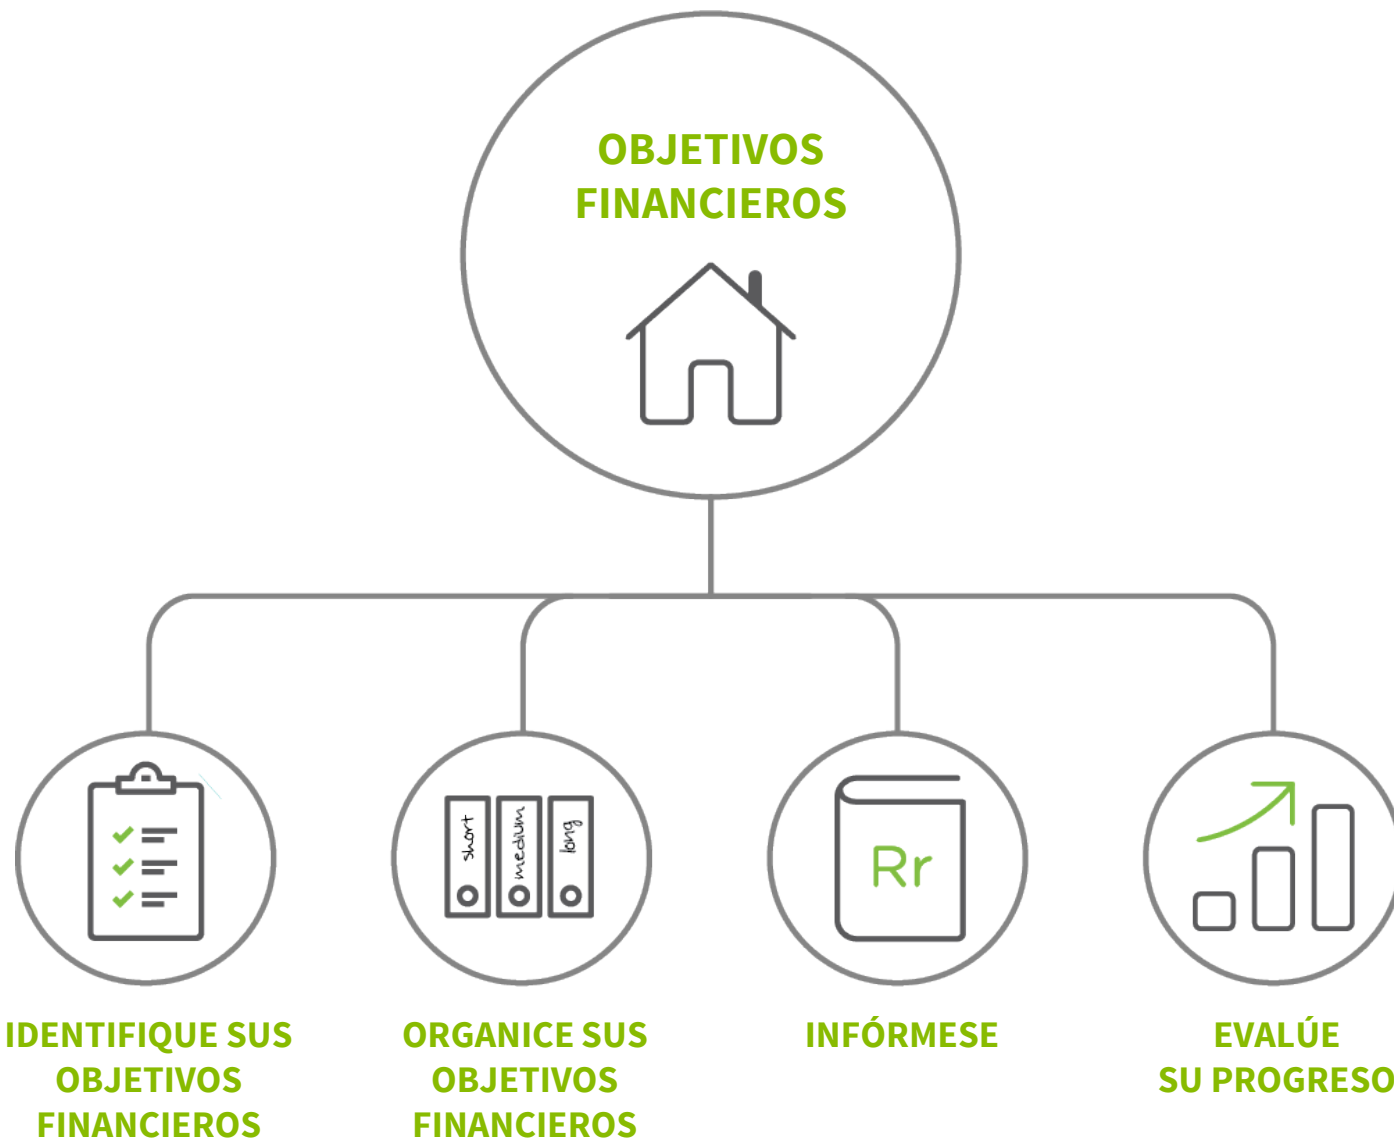 OBJETIVOS
FINANCIEROS
short
medium
long
Rr
IDENTIFIQUE SUS
OBJETIVOS
FINANCIEROS
ORGANICE SUS
OBJETIVOS
FINANCIEROS
INFÓRMESE
EVALÚE
SU PROGRESO